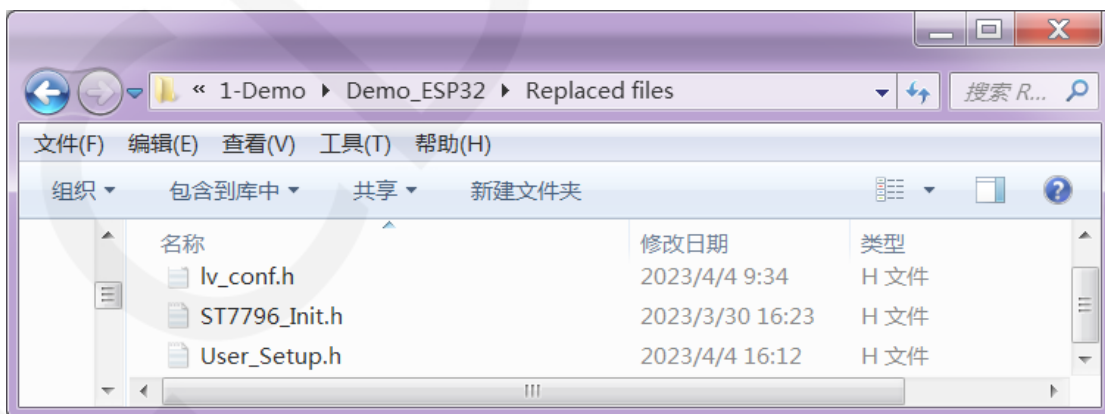 « 1-Demo ▸ Demo_ESP32 ▸ Replaced files 搜索 R...
文件(F) 编辑(E) 查看(V) 工具(T) 帮助(H)
组织 包含到库中 共享 新建文件夹
名称 修改日期 类型
lv_conf.h 2023/4/4 9:34 H 文件
ST7796_Init.h 2023/3/30 16:23 H 文件
User_Setup.h 2023/4/4 16:12 H 文件